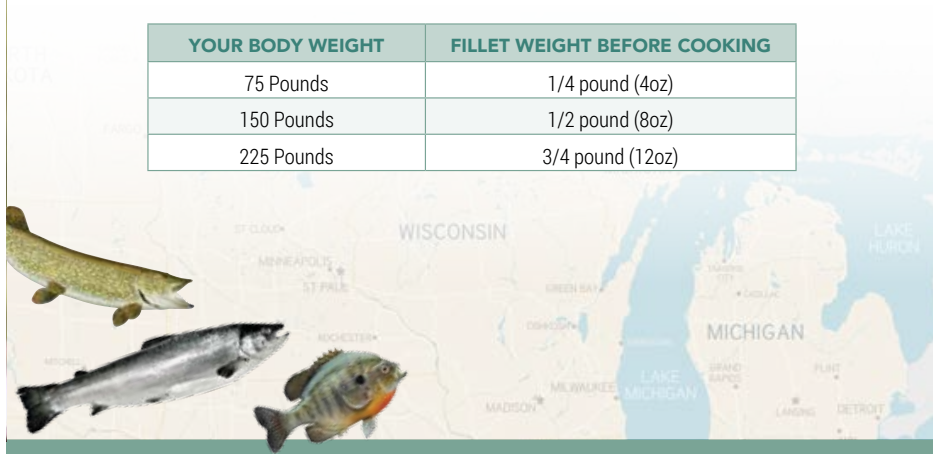 YOUR BODY WEIGHT FILLET WEIGHT BEFORE COOKING
75 Pounds 1/4 pound (4oz)
150 Pounds 1/2 pound (8oz)
225 Pounds 3/4 pound (12oz)
FARGO
ST CLOUD
WISCONSIN
LAKE
HURON
MINNEAPOLIS
ST PAUL
GREEN BAY
CADILLAC
OSHKOSH
ROCHESTER
MICHIGAN
MITCHELL
GRAND
RAPIDS
FLINT
MILWAUKEE
LAKE
MICHIGAN
MADISON
LANSING
DETROIT